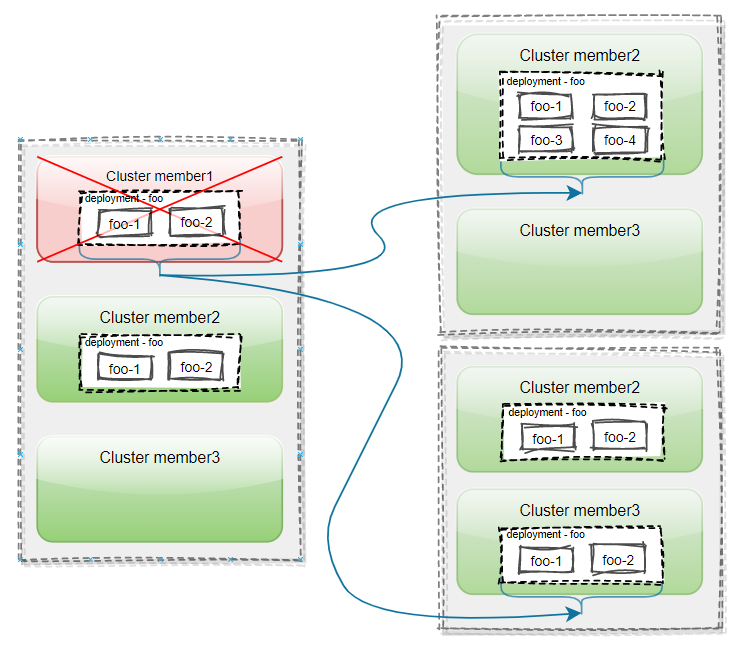 Cluster member1
deployment - foo
foo-1
foo-2
Cluster member2
deployment - foo
foo-1
foo-2
Cluster member3
Cluster member2
deployment - foo
foo-1
foo-2
foo-3
foo-4
Cluster member3
Cluster member2
deployment - foo
foo-1
foo-2
Cluster member3
deployment - foo
foo-1
foo-2